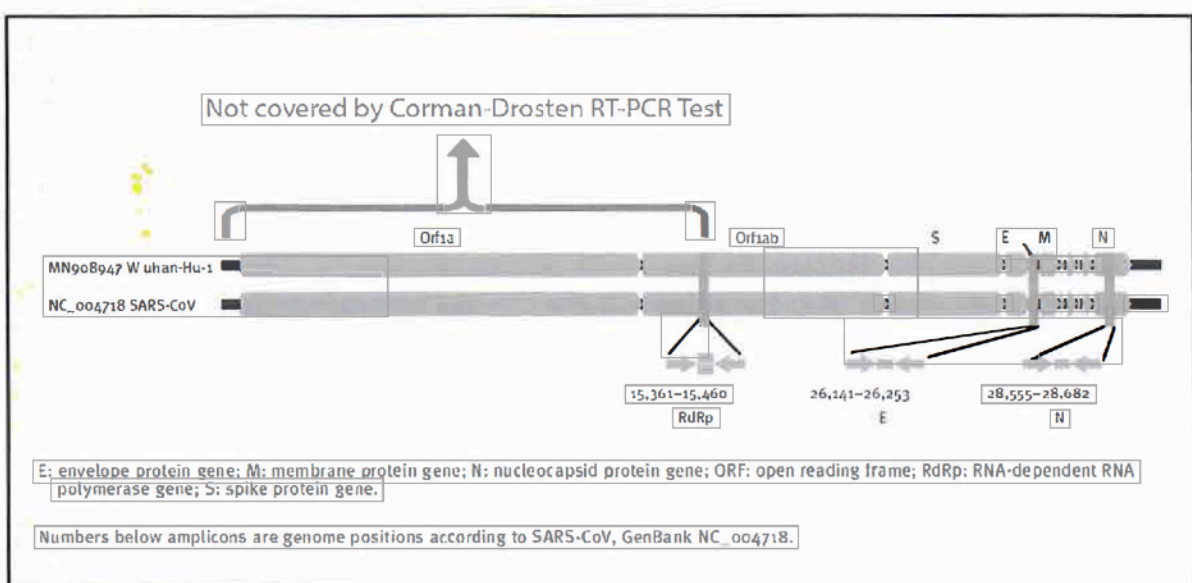 Not covered by Corman-Drosten RT-PCR Test
Orf1a Orf1ab S E M N
MN908947 W uhan-Hu-1
NC_004718 SARS-CoV
15,361–15,460 26,141–26,253 28,555–28,682
RdRp E N
E: envelope protein gene; M: membrane protein gene; N: nucleocapsid protein gene; ORF: open reading frame; RdRp: RNA-dependent RNA
polymerase gene; S: spike protein gene.
Numbers below amplicons are genome positions according to SARS-CoV, GenBank NC_004718.